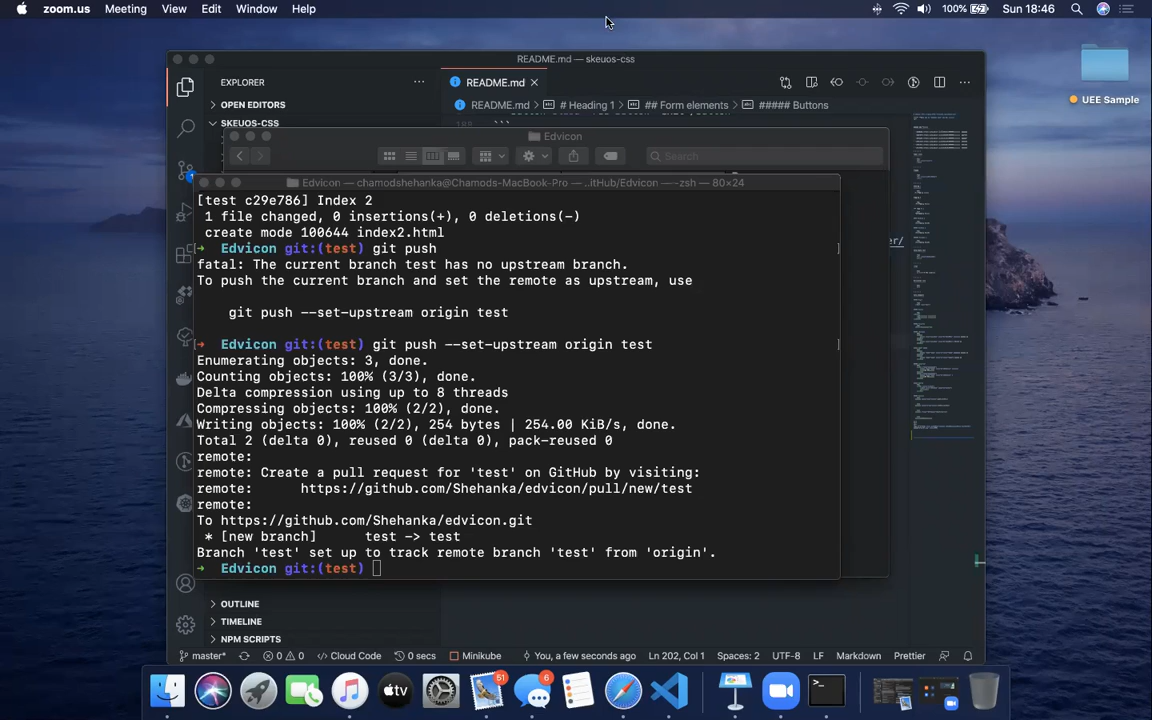 zoom.us Meeting View Edit Window Help 100% Sun 18:46
README.md — skeuos-css
EXPLORER
README.md
UEE Sample
OPEN EDITORS
README.md # Heading 1 ## Form elements ##### Buttons
SKEUOS-CSS
```
Edvicon
Search
Edvicon — chamodshehanka@Chamods-MacBook-Pro — ..itHub/Edvicon — -zsh — 80×24
[test c29e786] Index 2
1 file changed, 0 insertions(+), 0 deletions(-)
create mode 100644 index2.html
➜ Edvicon git:(test) git push
fatal: The current branch test has no upstream branch.
To push the current branch and set the remote as upstream, use
git push --set-upstream origin test
➜ Edvicon git:(test) git push --set-upstream origin test
Enumerating objects: 3, done.
Counting objects: 100% (3/3), done.
Delta compression using up to 8 threads
Compressing objects: 100% (2/2), done.
Writing objects: 100% (2/2), 254 bytes | 254.00 KiB/s, done.
Total 2 (delta 0), reused 0 (delta 0), pack-reused 0
remote:
remote: Create a pull request for 'test' on GitHub by visiting:
remote: https://github.com/Shehanka/edvicon/pull/new/test
remote:
To https://github.com/Shehanka/edvicon.git
* [new branch] test -> test
Branch 'test' set up to track remote branch 'test' from 'origin'.
➜ Edvicon git:(test)
OUTLINE
TIMELINE
NPM SCRIPTS
master* 0 0 Cloud Code 0 secs Minikube You, a few seconds ago Ln 202, Col 1 Spaces: 2 UTF-8 LF Markdown Prettier
51
6
tv